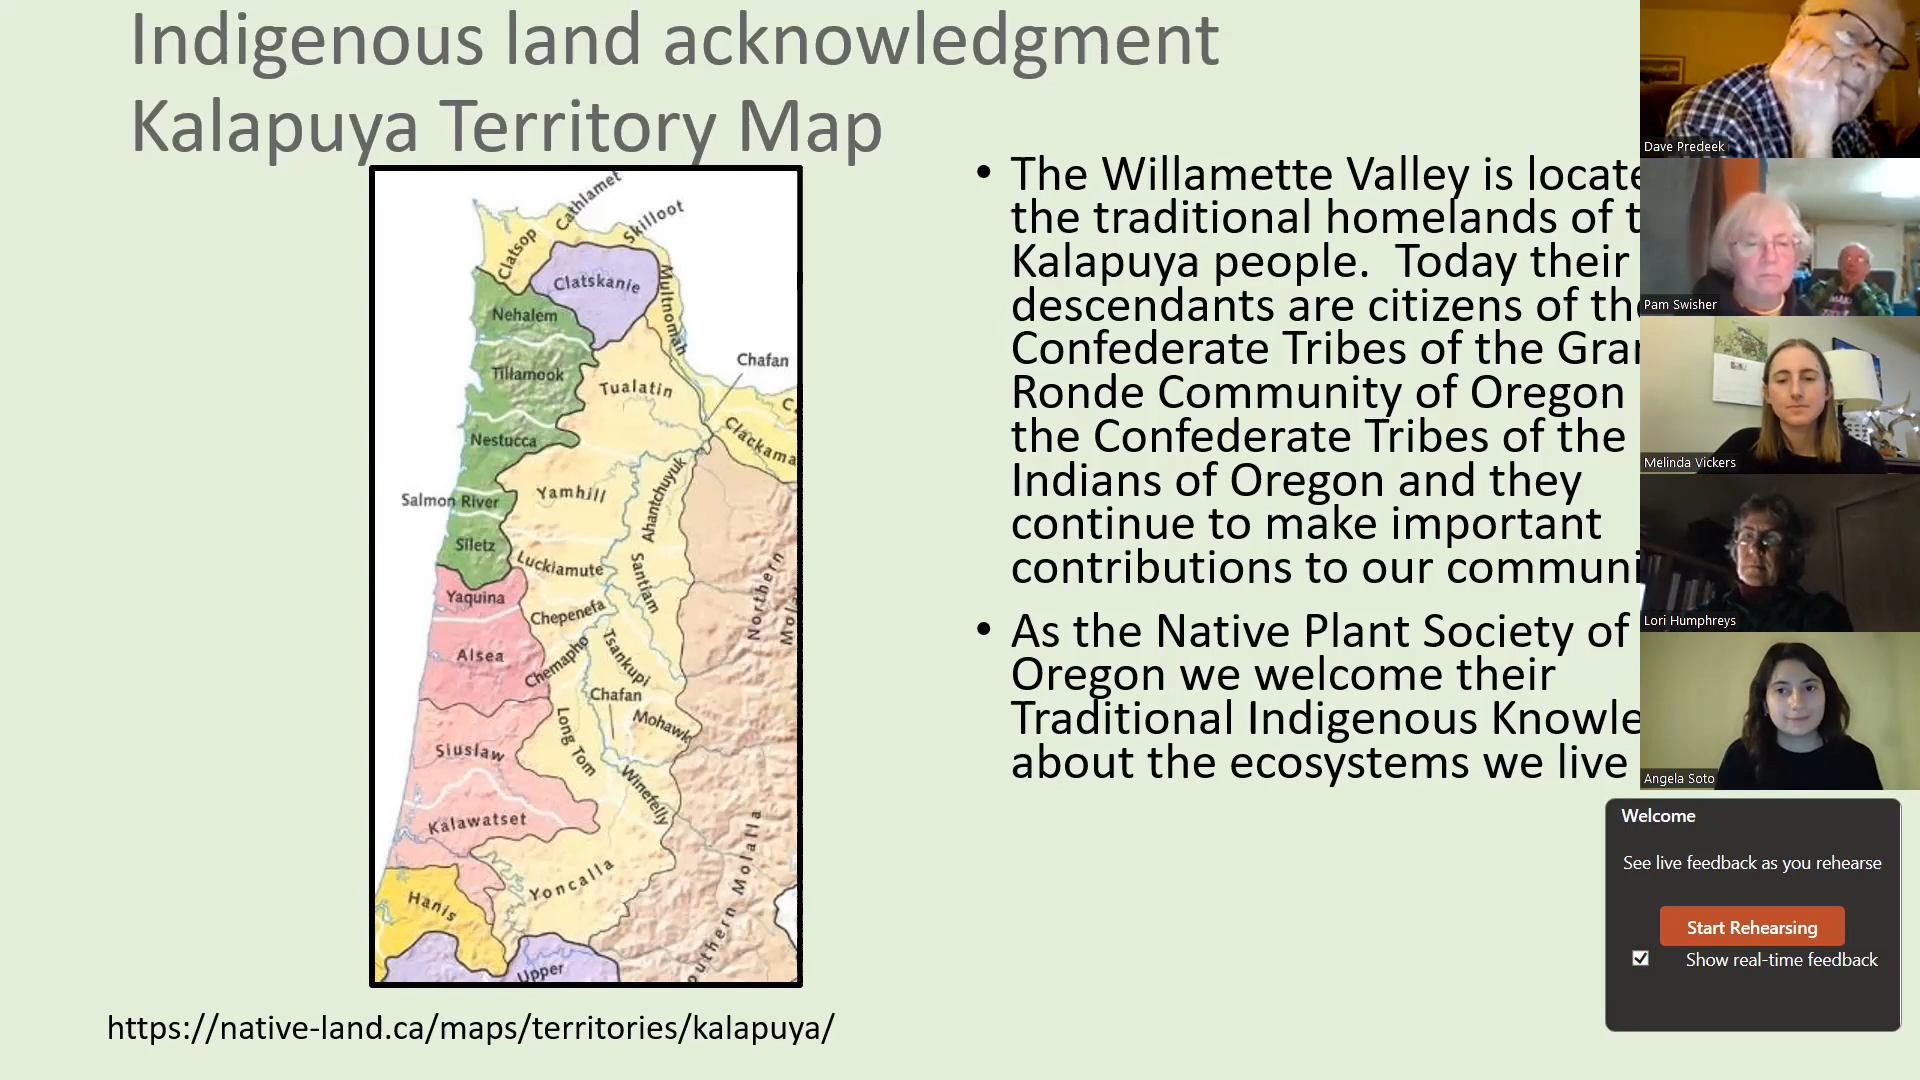 Indigenous land acknowledgment
Kalapuya Territory Map
Cathlamet
Skilloot
Clatsop
Clatskanie
Multnomah
Nehalem
Chafan
Tillamook
Tualatin
Clackama
Nestucca
Yamhill
Ahantchuyuk
Salmon River
Siletz
Luckiamute
Santiam
Northern
Yaquina
Chepenefa
Alsea
Chemapho
Tsankupi
Chafan
Mohawk
Long Tom
Siuslaw
Winefelly
Kalawatset
Yoncalla
Molalla
Hanis
Upper
https://native-land.ca/maps/territories/kalapuya/
• The Willamette Valley is
the traditional homelands of
Kalapuya people. Today their
descendants are citizens of
Confederate Tribes of the
Ronde Community of Oregon
the Confederate Tribes of the
Indians of Oregon and they
continue to make important
contributions to our
• As the Native Plant Society of
Oregon we welcome their
Traditional Indigenous
about the ecosystems we live
Dave Predeek
Pam Swisher
Melinda Vickers
Lori Humphreys
Angela Soto
Welcome
See live feedback as you rehearse
Start Rehearsing
Show real-time feedback